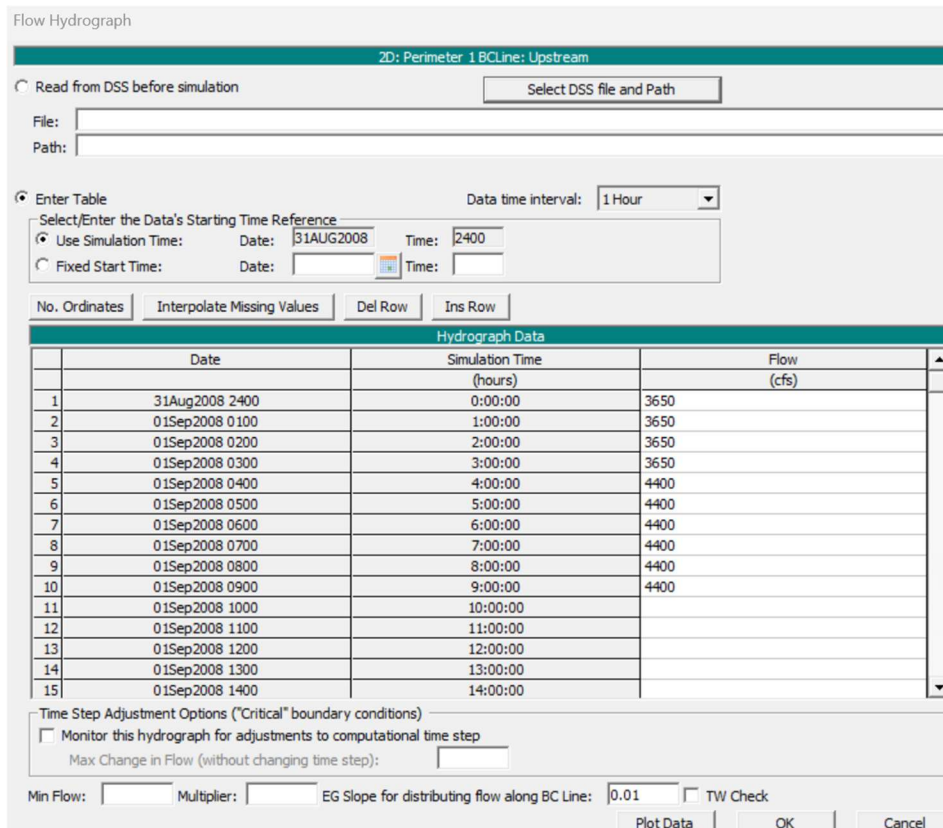 Flow Hydrograph
2D: Perimeter 1 BCLine: Upstream
Read from DSS before simulation Select DSS file and Path
File:
Path:
Enter Table Data time interval: 1 Hour
Select/Enter the Data's Starting Time Reference
Use Simulation Time: Date: 31AUG2008 Time: 2400
Fixed Start Time: Date: Time:
No. Ordinates Interpolate Missing Values Del Row Ins Row
Hydrograph Data
Date Simulation Time Flow
(hours) (cfs)
1 31Aug2008 2400 0:00:00 3650
2 01Sep2008 0100 1:00:00 3650
3 01Sep2008 0200 2:00:00 3650
4 01Sep2008 0300 3:00:00 3650
5 01Sep2008 0400 4:00:00 4400
6 01Sep2008 0500 5:00:00 4400
7 01Sep2008 0600 6:00:00 4400
8 01Sep2008 0700 7:00:00 4400
9 01Sep2008 0800 8:00:00 4400
10 01Sep2008 0900 9:00:00 4400
11 01Sep2008 1000 10:00:00
12 01Sep2008 1100 11:00:00
13 01Sep2008 1200 12:00:00
14 01Sep2008 1300 13:00:00
15 01Sep2008 1400 14:00:00
Time Step Adjustment Options ("Critical" boundary conditions)
Monitor this hydrograph for adjustments to computational time step
Max Change in Flow (without changing time step):
Min Flow: Multiplier: EG Slope for distributing flow along BC Line: 0.01 TW Check
Plot Data OK Cancel